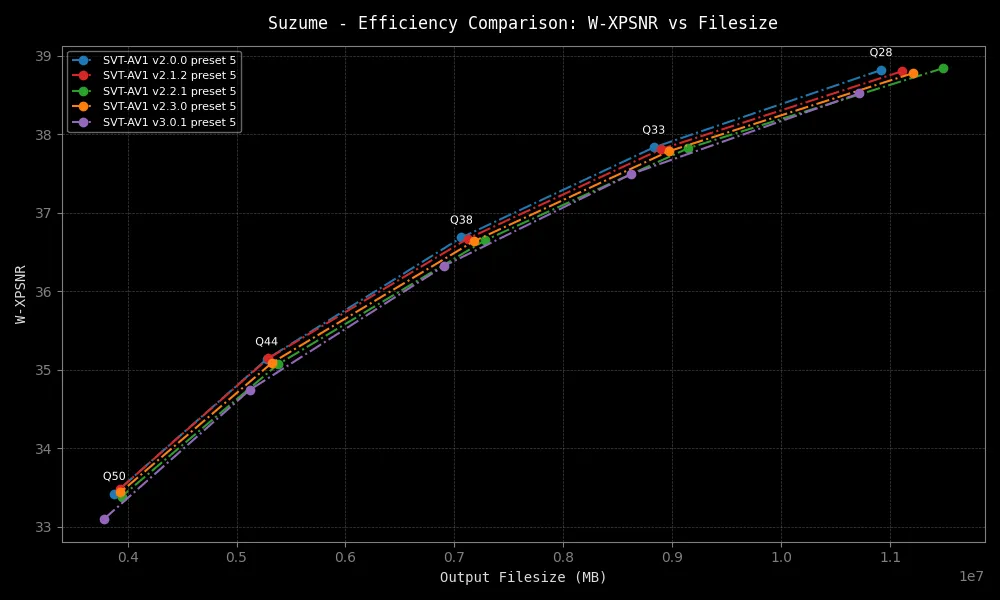 Suzume - Efficiency Comparison: W-XPSNR vs Filesize
SVT-AV1 v2.0.0 preset 5
SVT-AV1 v2.1.2 preset 5
SVT-AV1 v2.2.1 preset 5
SVT-AV1 v2.3.0 preset 5
SVT-AV1 v3.0.1 preset 5
Q28
Q33
Q38
Q44
Q50
39
38
37
36
35
34
33
W-XPSNR
0.4 0.5 0.6 0.7 0.8 0.9 1.0 1.1
1e7
Output Filesize (MB)